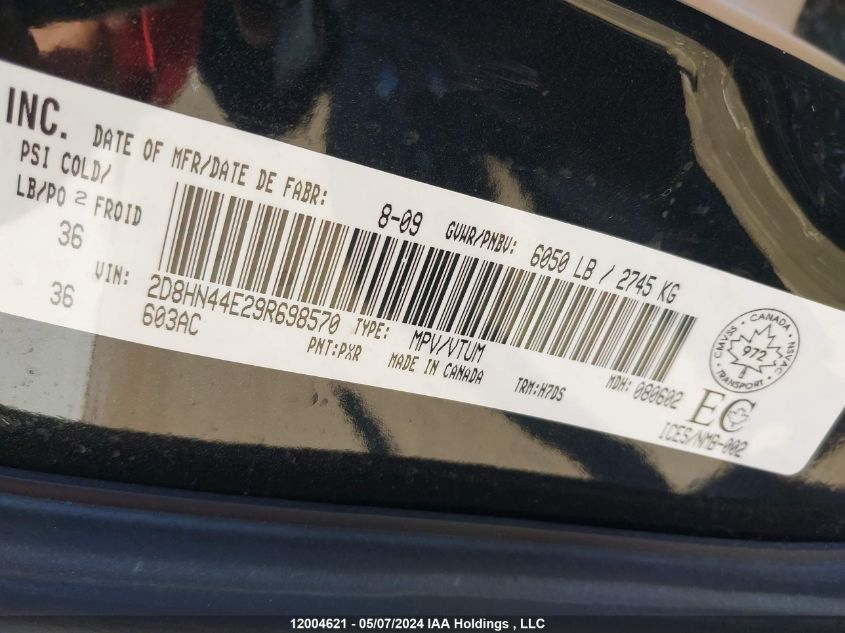 INC.
DATE OF MFR/DATE DE FABR: 8-09 GVWR/PNBV: 6050 LB / 2745 KG
PSI COLD/
LB/PO 2 FROID
36
36
VIN: 2D8HN44E29R698570 TYPE: MPV/VTUM
603AC PNT:PXR MADE IN CANADA TRM:H7DS MDH: 080602
CANADA
CMVSS NSVAC
972
TRANSPORT
EC
ICES/NMB-002
12004621 - 05/07/2024 IAA Holdings , LLC